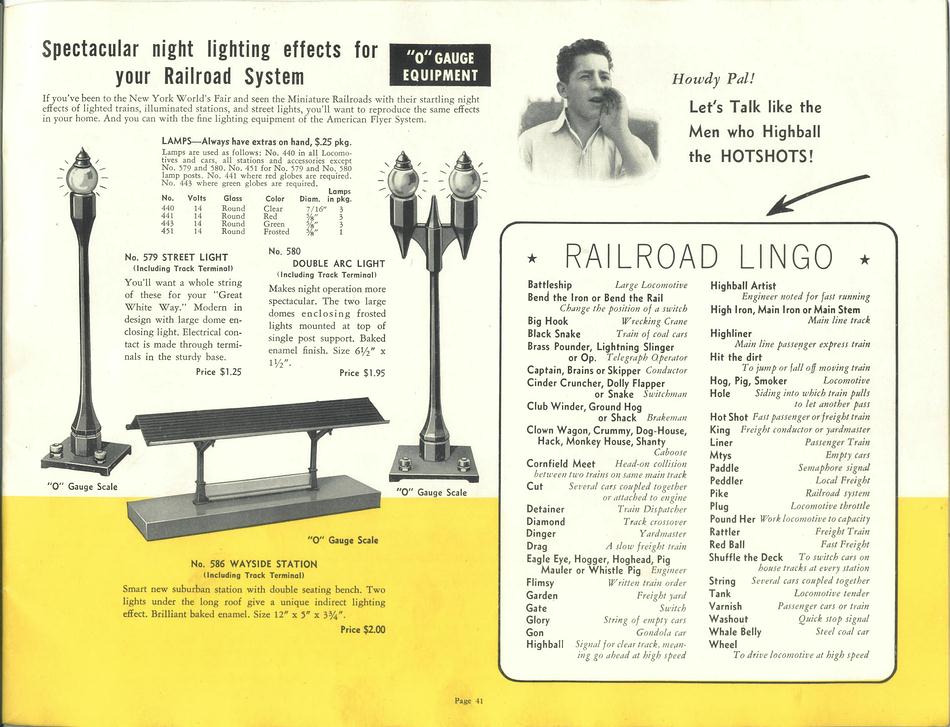 Spectacular night lighting effects for
your Railroad System
"O" GAUGE
EQUIPMENT
If you've been to the New York World's Fair and seen the Miniature Railroads with their startling night
effects of lighted trains, illuminated stations, and street lights, you'll want to reproduce the same effects
in your home. And you can with the fine lighting equipment of the American Flyer System.
LAMPS—Always have extras on hand, $.25 pkg.
Lamps are used as follows: No. 440 in all Locomo-
tives and cars, all stations and accessories except
No. 579 and 580. No. 451 for No. 579 and No. 580
lamp posts. No. 441 where red globes are required.
No. 443 where green globes are required.
No. Volts Glass Color Diam. Lamps in pkg.
440 14 Round Clear 7/16" 3
441 14 Round Red 5/8" 3
443 14 Round Green 5/8" 3
451 14 Round Frosted 5/8" 1
No. 579 STREET LIGHT
(Including Track Terminal)
You'll want a whole string
of these for your "Great
White Way." Modern in
design with large dome en-
closing light. Electrical con-
tact is made through termi-
nals in the sturdy base.
Price $1.25
No. 580
DOUBLE ARC LIGHT
(Including Track Terminal)
Makes night operation more
spectacular. The two large
domes enclosing frosted
lights mounted at top of
single post support. Baked
enamel finish. Size 6½" x
1½".
Price $1.95
"O" Gauge Scale
"O" Gauge Scale
"O" Gauge Scale
No. 586 WAYSIDE STATION
(Including Track Terminal)
Smart new suburban station with double seating bench. Two
lights under the long roof give a unique indirect lighting
effect. Brilliant baked enamel. Size 12" x 5" x 3¾".
Price $2.00
Howdy Pal!
Let's Talk like the
Men who Highball
the HOTSHOTS!
★ RAILROAD LINGO ★
Battleship Large Locomotive
Bend the Iron or Bend the Rail
Change the position of a switch
Big Hook Wrecking Crane
Black Snake Train of coal cars
Brass Pounder, Lightning Slinger
or Op. Telegraph Operator
Captain, Brains or Skipper Conductor
Cinder Cruncher, Dolly Flapper
or Snake Switchman
Club Winder, Ground Hog
or Shack Brakeman
Clown Wagon, Crummy, Dog-House,
Hack, Monkey House, Shanty
Caboose
Cornfield Meet Head-on collision
between two trains on same main track
Cut Several cars coupled together
or attached to engine
Detainer Train Dispatcher
Diamond Track crossover
Dinger Yardmaster
Drag A slow freight train
Eagle Eye, Hogger, Hoghead, Pig
Mauler or Whistle Pig Engineer
Flimsy Written train order
Garden Freight yard
Gate Switch
Glory String of empty cars
Gon Gondola car
Highball Signal for clear track, mean-
ing go ahead at high speed
Highball Artist
Engineer noted for fast running
High Iron, Main Iron or Main Stem
Main line track
Highliner
Main line passenger express train
Hit the dirt
To jump or fall off moving train
Hog, Pig, Smoker Locomotive
Hole Siding into which train pulls
to let another pass
Hot Shot Fast passenger or freight train
King Freight conductor or yardmaster
Liner Passenger Train
Mtys Empty cars
Paddle Semaphore signal
Peddler Local Freight
Pike Railroad system
Plug Locomotive throttle
Pound Her Work locomotive to capacity
Rattler Freight Train
Red Ball Fast Freight
Shuffle the Deck To switch cars on
house tracks at every station
String Several cars coupled together
Tank Locomotive tender
Varnish Passenger cars or train
Washout Quick stop signal
Whale Belly Steel coal car
Wheel
To drive locomotive at high speed
Page 41